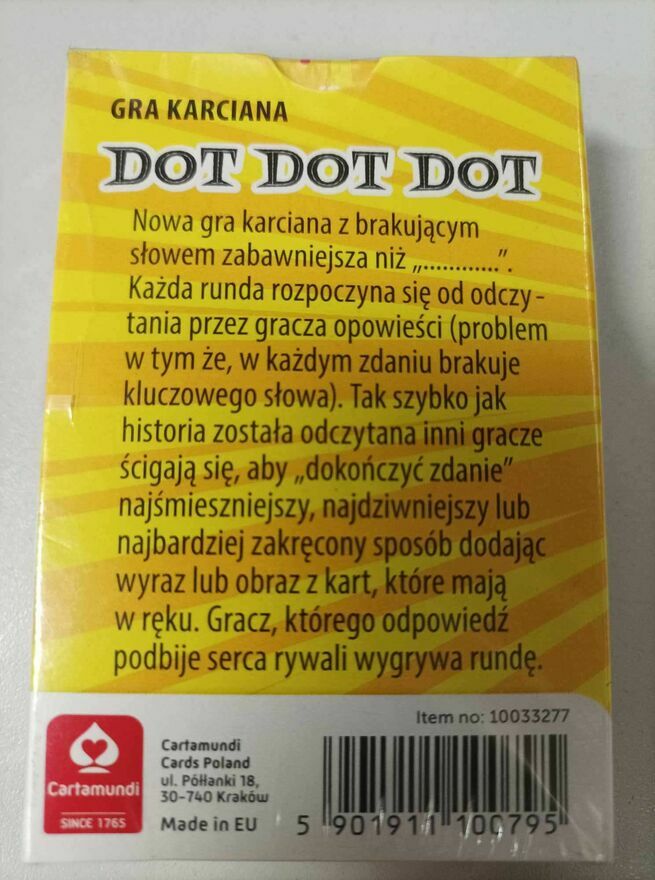 GRA KARCIANA
DOT DOT DOT
Nowa gra karciana z brakującym
słowem zabawniejsza niż „............".
Każda runda rozpoczyna się od odczy-
tania przez gracza opowieści (problem
w tym że, w każdym zdaniu brakuje
kluczowego słowa). Tak szybko jak
historia została odczytana inni gracze
ścigają się, aby „dokończyć zdanie"
najśmieszniejszy, najdziwniejszy lub
najbardziej zakręcony sposób dodając
wyraz lub obraz z kart, które mają
w ręku. Gracz, którego odpowiedź
podbije serca rywali wygrywa rundę.
Item no: 10033277
Cartamundi
SINCE 1765
Cartamundi
Cards Poland
ul. Półłanki 18,
30-740 Kraków
Made in EU
5 901911 100795